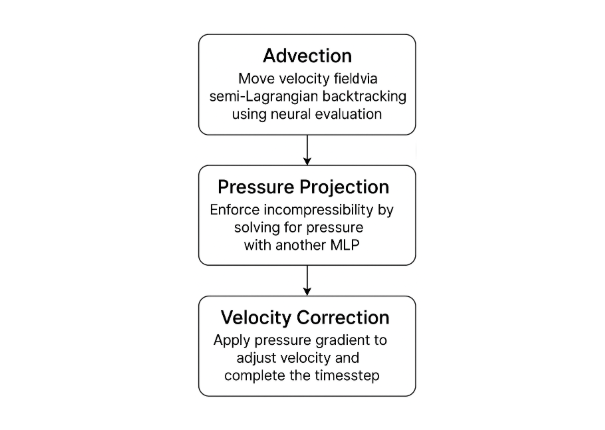 Advection
Move velocity fieldvia
semi-Lagrangian backtracking
using neural evaluation
Pressure Projection
Enforce incompressibility by
solving for pressure
with another MLP
Velocity Correction
Apply pressure gradient to
adjust velocity and
complete the timesstep